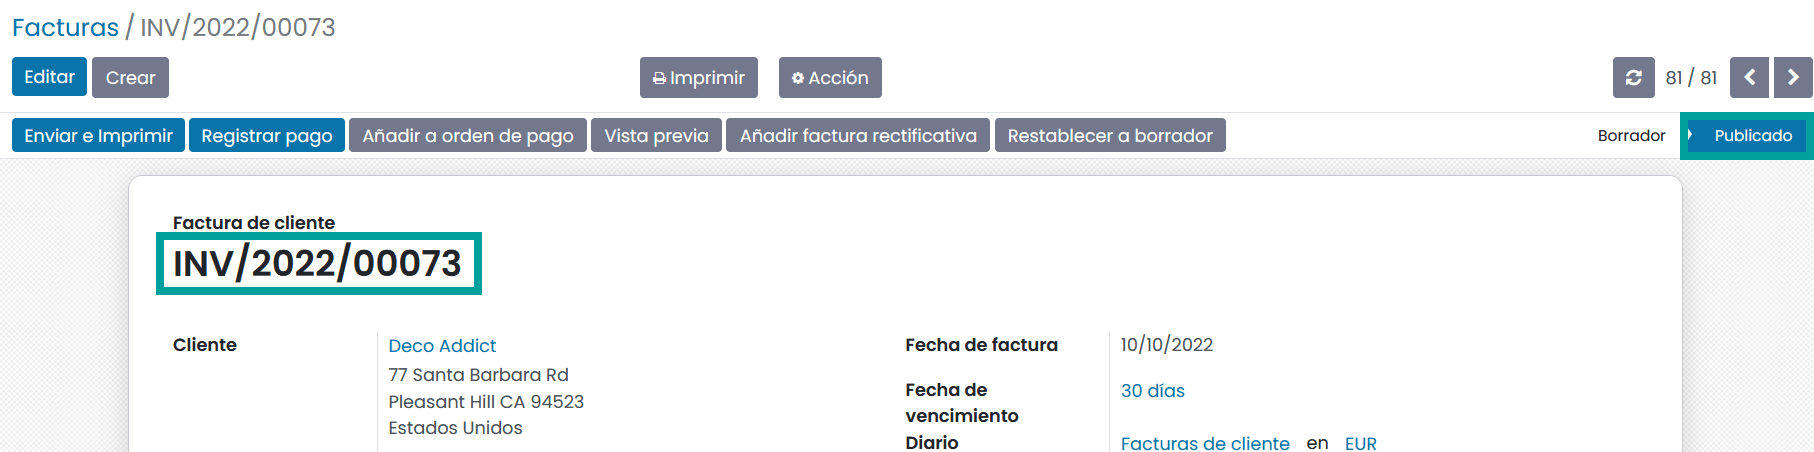 Facturas / INV/2022/00073
Editar Crear Imprimir Acción 81 / 81
Enviar e Imprimir Registrar pago Añadir a orden de pago Vista previa Añadir factura rectificativa Restablecer a borrador Borrador Publicado
Factura de cliente
INV/2022/00073
Cliente Deco Addict
77 Santa Barbara Rd
Pleasant Hill CA 94523
Estados Unidos
Fecha de factura 10/10/2022
Fecha de 30 días
vencimiento
Diario Facturas de cliente en EUR